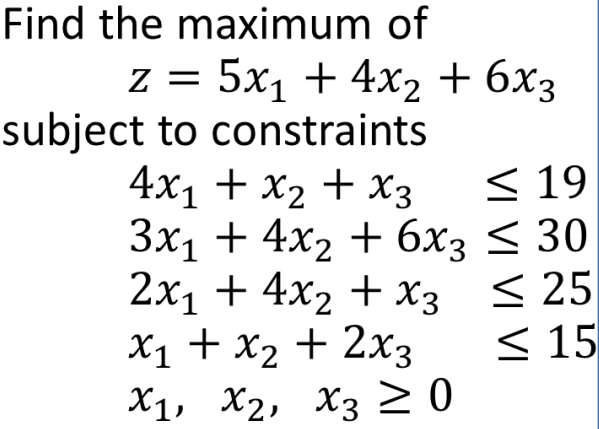 Find the maximum of
z = 5x₁ + 4x₂ + 6x₃
subject to constraints
4x₁ + x₂ + x₃ ≤ 19
3x₁ + 4x₂ + 6x₃ ≤ 30
2x₁ + 4x₂ + x₃ ≤ 25
x₁ + x₂ + 2x₃ ≤ 15
x₁, x₂, x₃ ≥ 0